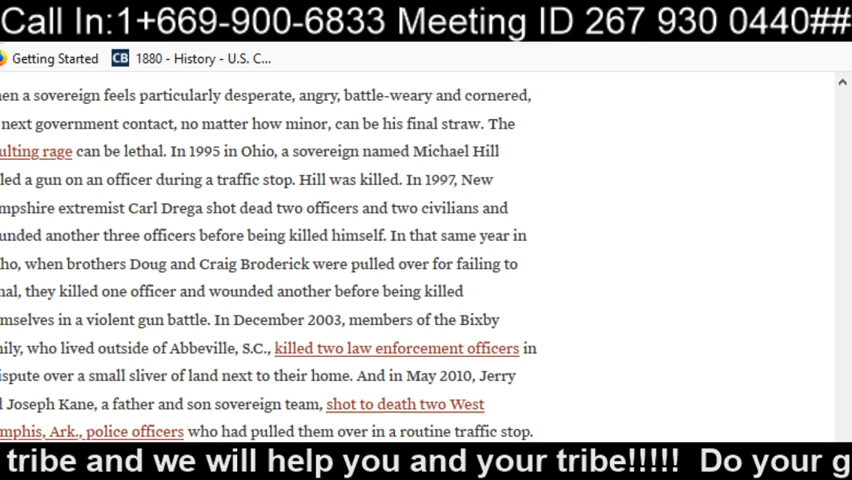 Call In:1+669-900-6833 Meeting ID 267 930 0440##
Getting Started CB 1880 - History - U.S. C...
en a sovereign feels particularly desperate, angry, battle-weary and cornered,
next government contact, no matter how minor, can be his final straw. The
ulting rage can be lethal. In 1995 in Ohio, a sovereign named Michael Hill
led a gun on an officer during a traffic stop. Hill was killed. In 1997, New
mpshire extremist Carl Drega shot dead two officers and two civilians and
unded another three officers before being killed himself. In that same year in
ho, when brothers Doug and Craig Broderick were pulled over for failing to
nal, they killed one officer and wounded another before being killed
mselves in a violent gun battle. In December 2003, members of the Bixby
ily, who lived outside of Abbeville, S.C., killed two law enforcement officers in
ispute over a small sliver of land next to their home. And in May 2010, Jerry
d Joseph Kane, a father and son sovereign team, shot to death two West
mphis, Ark., police officers who had pulled them over in a routine traffic stop.
tribe and we will help you and your tribe!!!!! Do your g